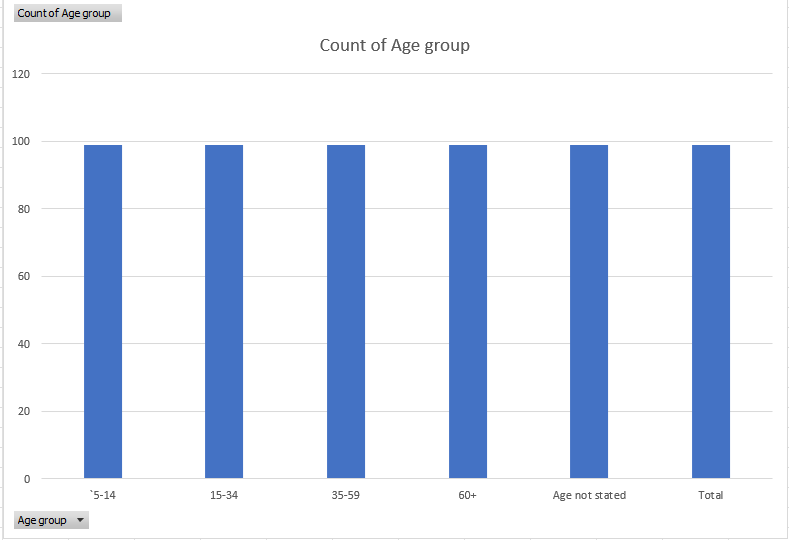 Count of Age group
Count of Age group
120
100
80
60
40
20
0
`5-14 15-34 35-59 60+ Age not stated Total
Age group